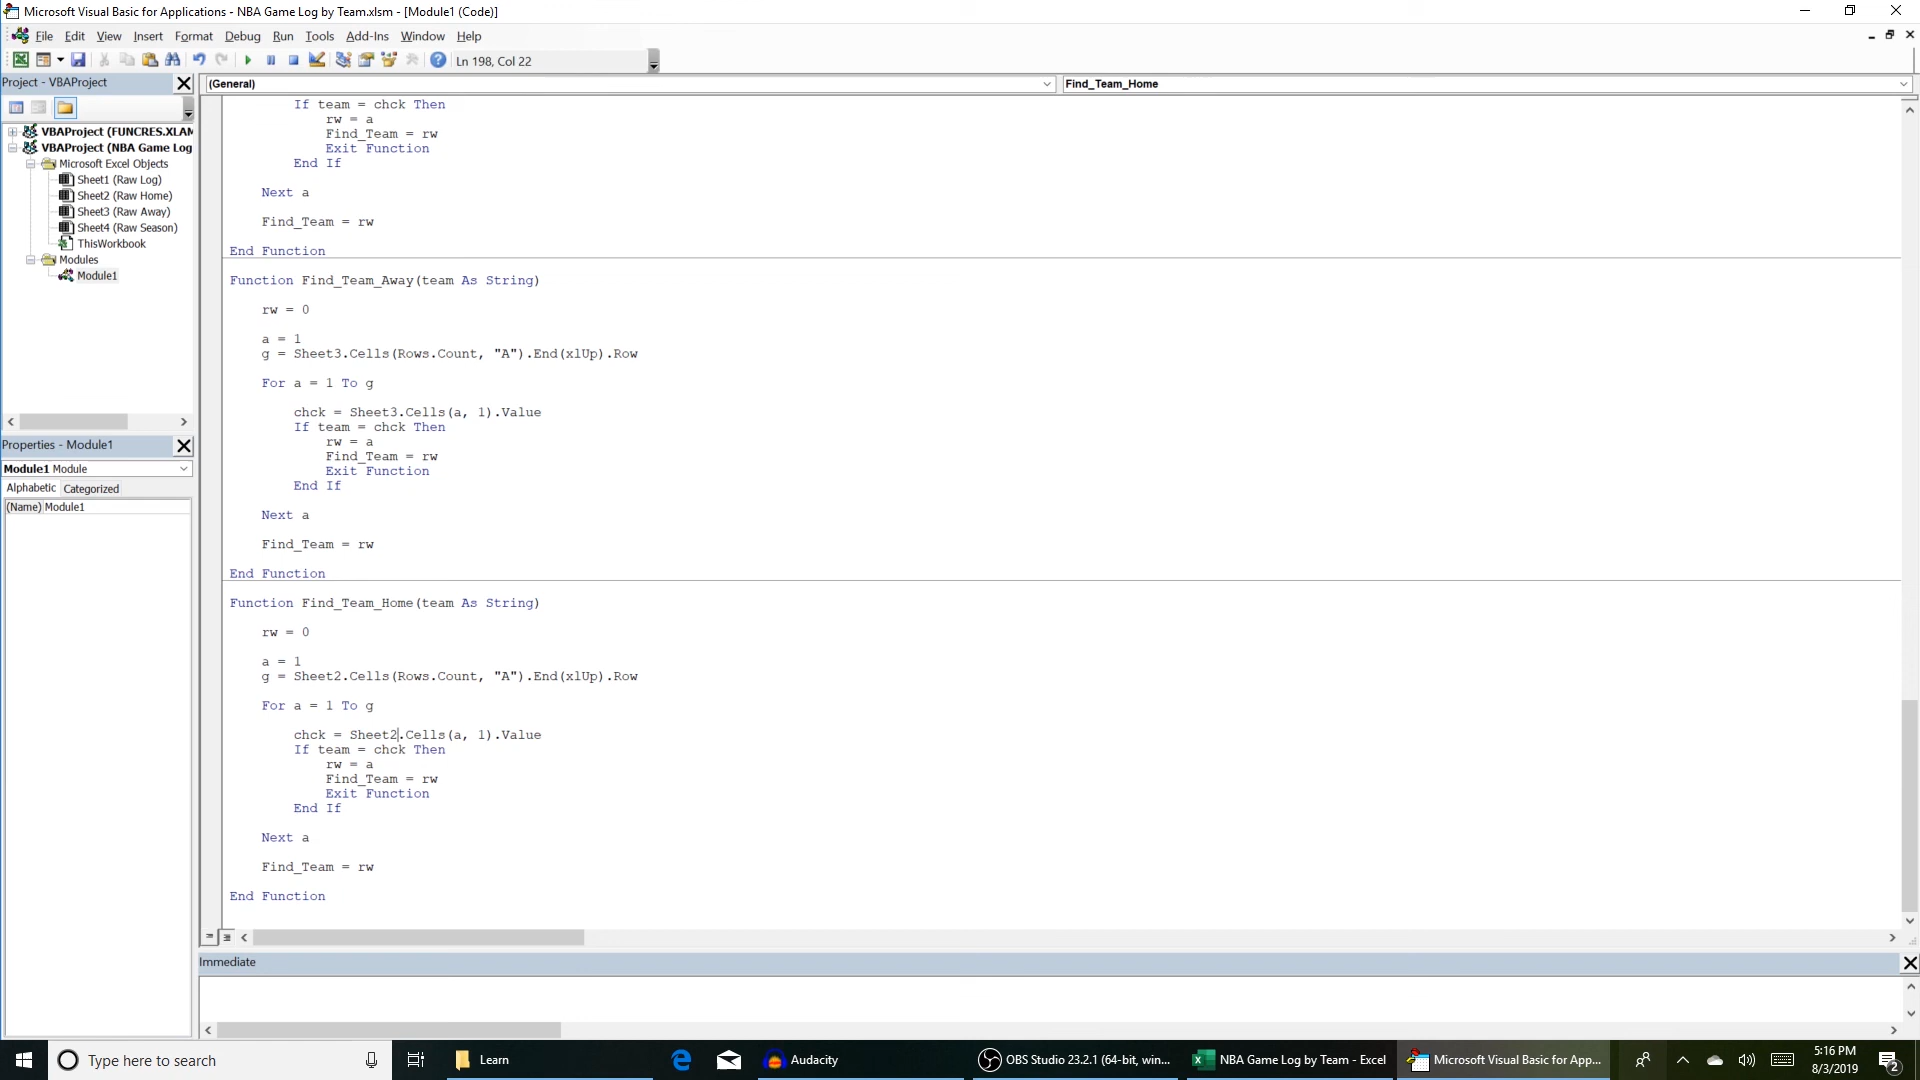 Microsoft Visual Basic for Applications - NBA Game Log by Team.xlsm - [Module1 (Code)]
File Edit View Insert Format Debug Run Tools Add-Ins Window Help
Ln 198, Col 22
Project - VBAProject
(General) Find_Team_Home
VBAProject (FUNCRES.XLAM
VBAProject (NBA Game Log
Microsoft Excel Objects
Sheet1 (Raw Log)
Sheet2 (Raw Home)
Sheet3 (Raw Away)
Sheet4 (Raw Season)
ThisWorkbook
Modules
Module1
Properties - Module1
Module1 Module
Alphabetic Categorized
(Name) Module1
If team = chck Then
rw = a
Find_Team = rw
Exit Function
End If
Next a
Find_Team = rw
End Function
Function Find_Team_Away(team As String)
rw = 0
a = 1
g = Sheet3.Cells(Rows.Count, "A").End(xlUp).Row
For a = 1 To g
chck = Sheet3.Cells(a, 1).Value
If team = chck Then
rw = a
Find_Team = rw
Exit Function
End If
Next a
Find_Team = rw
End Function
Function Find_Team_Home(team As String)
rw = 0
a = 1
g = Sheet2.Cells(Rows.Count, "A").End(xlUp).Row
For a = 1 To g
chck = Sheet2.Cells(a, 1).Value
If team = chck Then
rw = a
Find_Team = rw
Exit Function
End If
Next a
Find_Team = rw
End Function
Immediate
Type here to search
Learn
Audacity
OBS Studio 23.2.1 (64-bit, win...
NBA Game Log by Team - Excel
Microsoft Visual Basic for App...
5:16 PM
8/3/2019
2